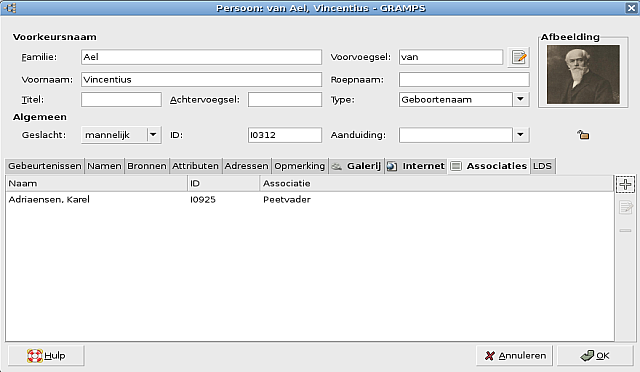 Persoon: van Ael, Vincentius - GRAMPS
Voorkeursnaam
Afbeelding
Familie: Ael Voorvoegsel: van
Voornaam: Vincentius Roepnaam:
Titel: Achtervoegsel: Type: Geboortenaam
Algemeen
Geslacht: mannelijk ID: I0312 Aanduiding:
Gebeurtenissen Namen Bronnen Attributen Adressen Opmerking Galerij Internet Associaties LDS
Naam ID Associatie
Adriaensen, Karel I0925 Peetvader
Hulp Annuleren OK